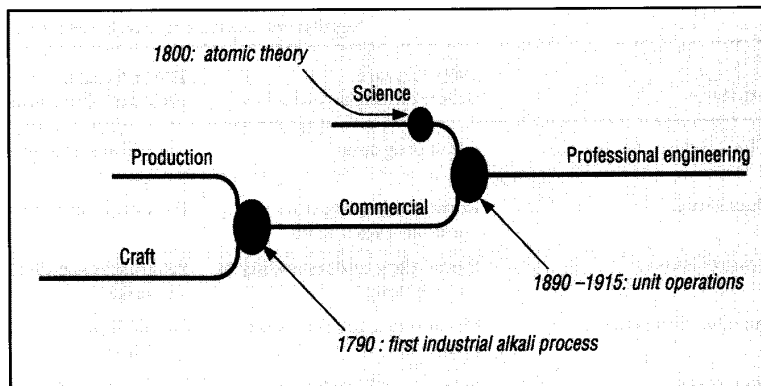 1800: atomic theory
Science
Production
Professional engineering
Commercial
Craft
1890–1915: unit operations
1790: first industrial alkali process